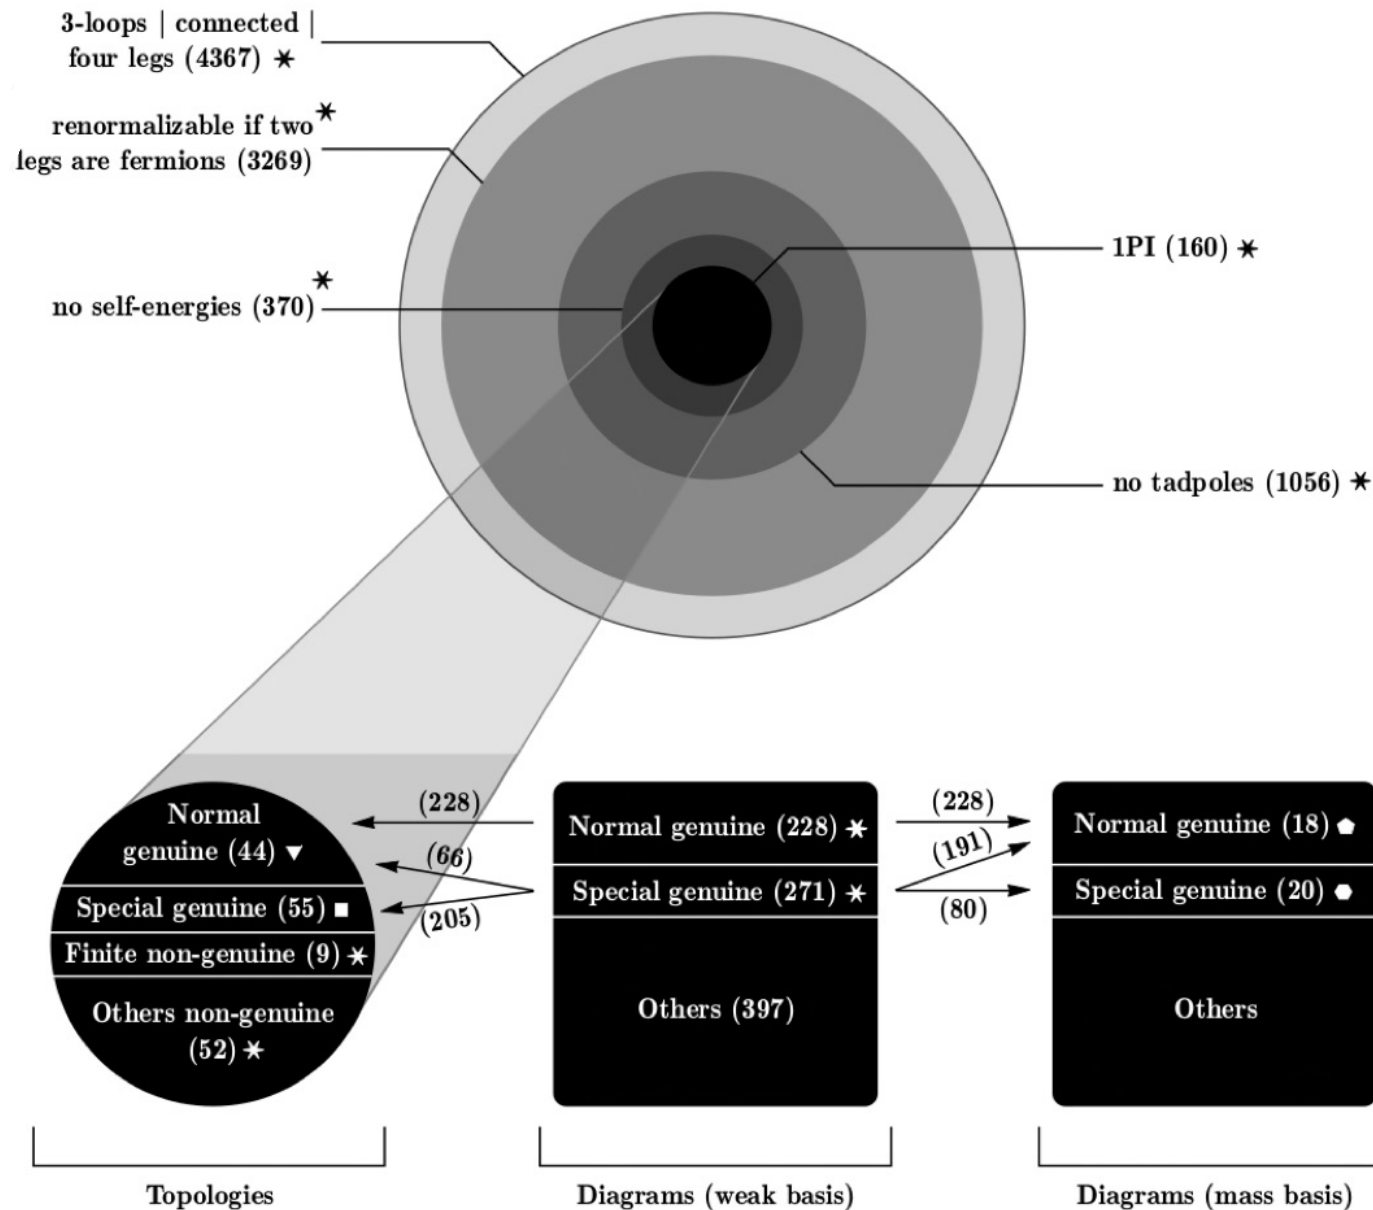 3-loops | connected |
four legs (4367) ✶
renormalizable if two ✶
legs are fermions (3269)
1PI (160) ✶
no self-energies (370) ✶
no tadpoles (1056) ✶
Normal
genuine (44) ▼
Special genuine (55) ■
Finite non-genuine (9) ✶
Others non-genuine
(52) ✶
(228)
(66)
(205)
Normal genuine (228) ✶
Special genuine (271) ✶
Others (397)
(228)
(191)
(80)
Normal genuine (18) ⬟
Special genuine (20) ⬢
Others
Topologies
Diagrams (weak basis)
Diagrams (mass basis)